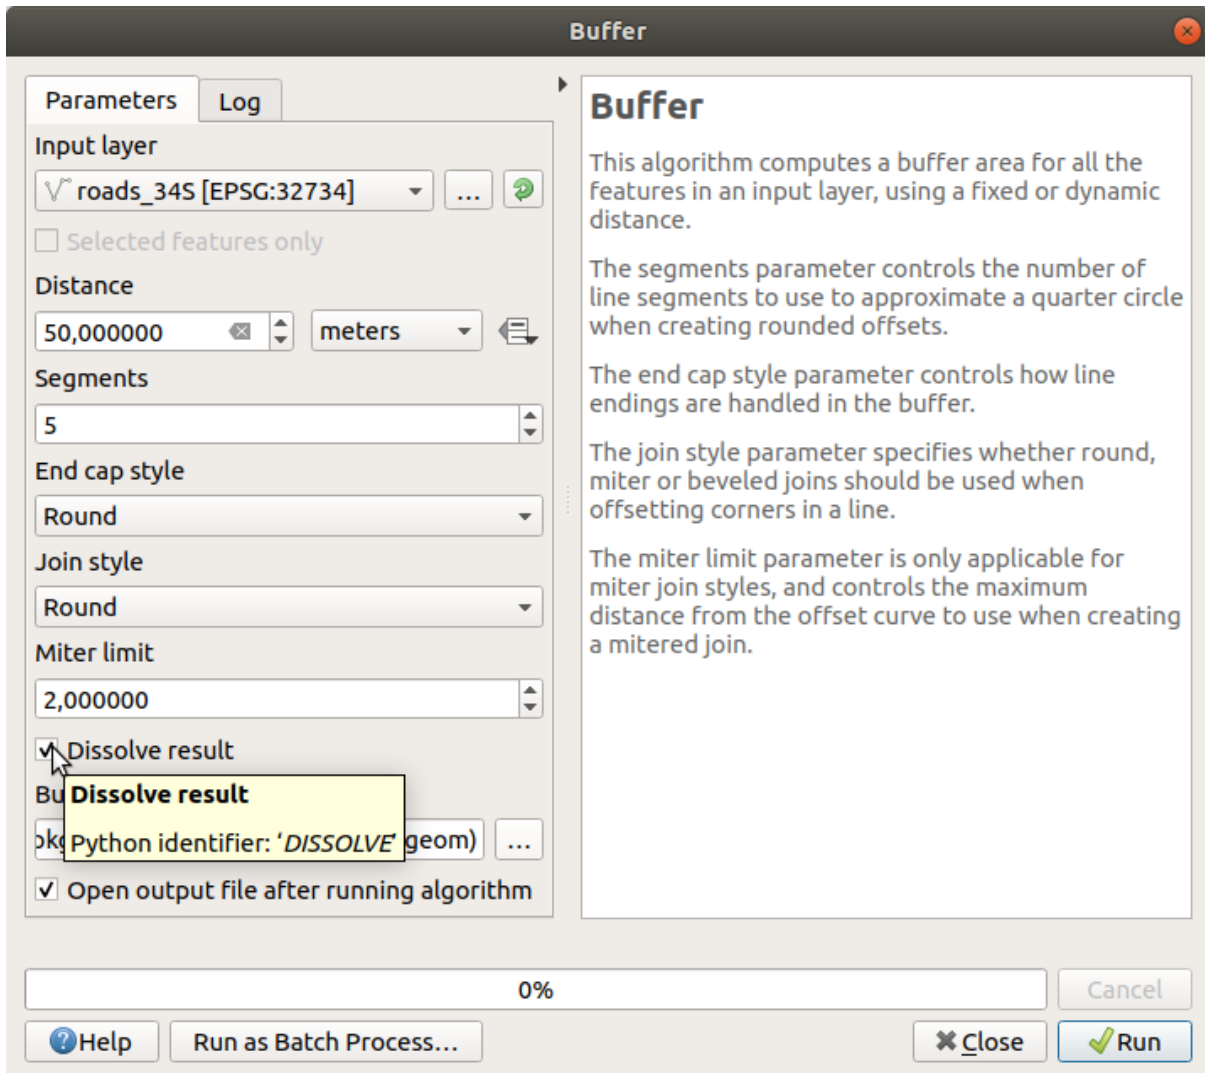 Buffer
Parameters
Log
Input layer
roads_34S [EPSG:32734]
...
Selected features only
Distance
50,000000
meters
Segments
5
End cap style
Round
Join style
Round
Miter limit
2,000000
Dissolve result
Bu
Dissolve result
Python identifier: ‘DISSOLVE’
geom)
...
Open output file after running algorithm
Buffer
This algorithm computes a buffer area for all the
features in an input layer, using a fixed or dynamic
distance.
The segments parameter controls the number of
line segments to use to approximate a quarter circle
when creating rounded offsets.
The end cap style parameter controls how line
endings are handled in the buffer.
The join style parameter specifies whether round,
miter or beveled joins should be used when
offsetting corners in a line.
The miter limit parameter is only applicable for
miter join styles, and controls the maximum
distance from the offset curve to use when creating
a mitered join.
0%
Cancel
Help
Run as Batch Process...
Close
Run